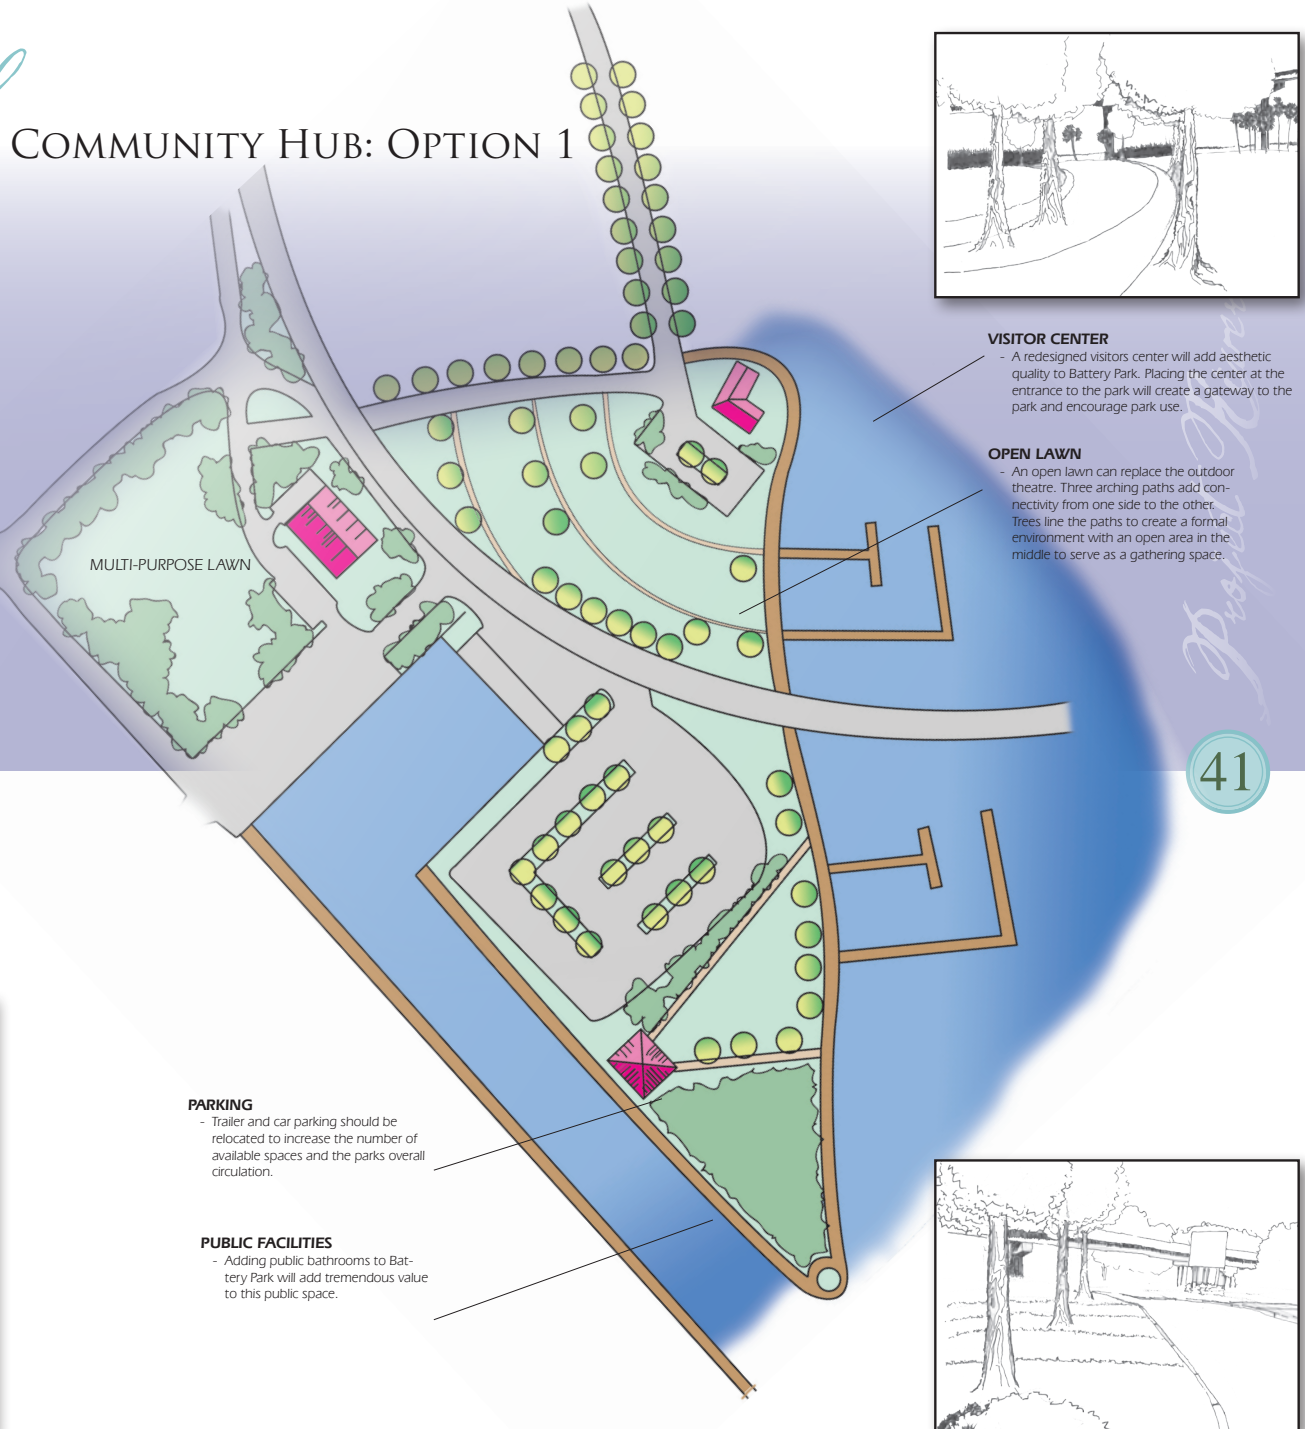 COMMUNITY HUB: OPTION 1
VISITOR CENTER
- A redesigned visitors center will add aesthetic
quality to Battery Park. Placing the center at the
entrance to the park will create a gateway to the
park and encourage park use.
OPEN LAWN
- An open lawn can replace the outdoor
theatre. Three arching paths add con-
nectivity from one side to the other.
Trees line the paths to create a formal
environment with an open area in the
middle to serve as a gathering space.
MULTI-PURPOSE LAWN
41
PARKING
- Trailer and car parking should be
relocated to increase the number of
available spaces and the parks overall
circulation.
PUBLIC FACILITIES
- Adding public bathrooms to Bat-
tery Park will add tremendous value
to this public space.